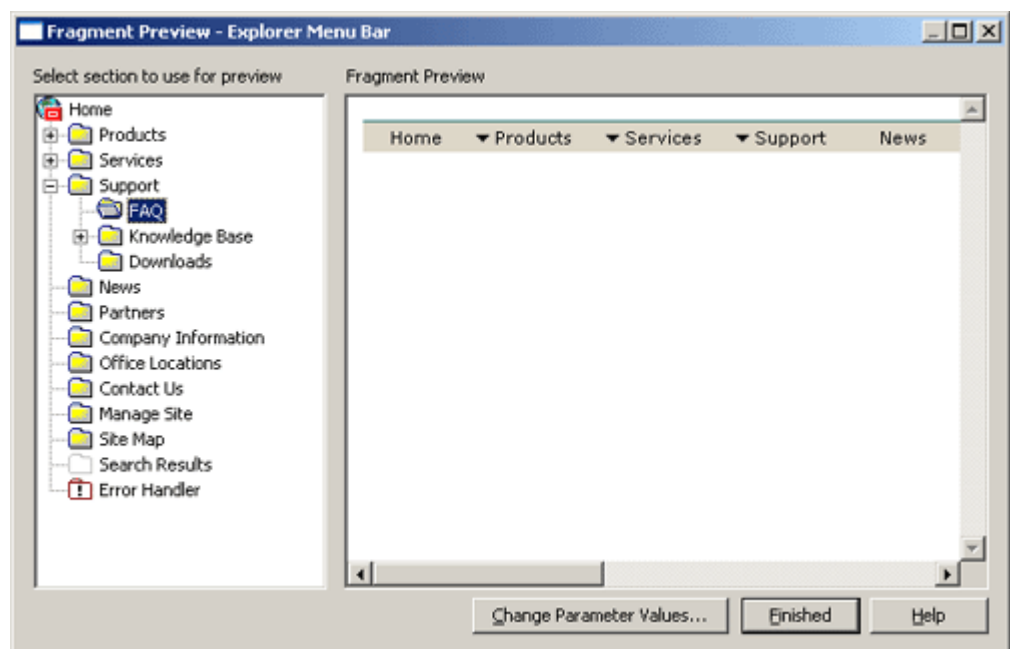 Fragment Preview - Explorer Menu Bar
Select section to use for preview
Fragment Preview
Home
Products
Services
Support
FAQ
Knowledge Base
Downloads
News
Partners
Company Information
Office Locations
Contact Us
Manage Site
Site Map
Search Results
Error Handler
Home Products Services Support News
Change Parameter Values... Finished Help